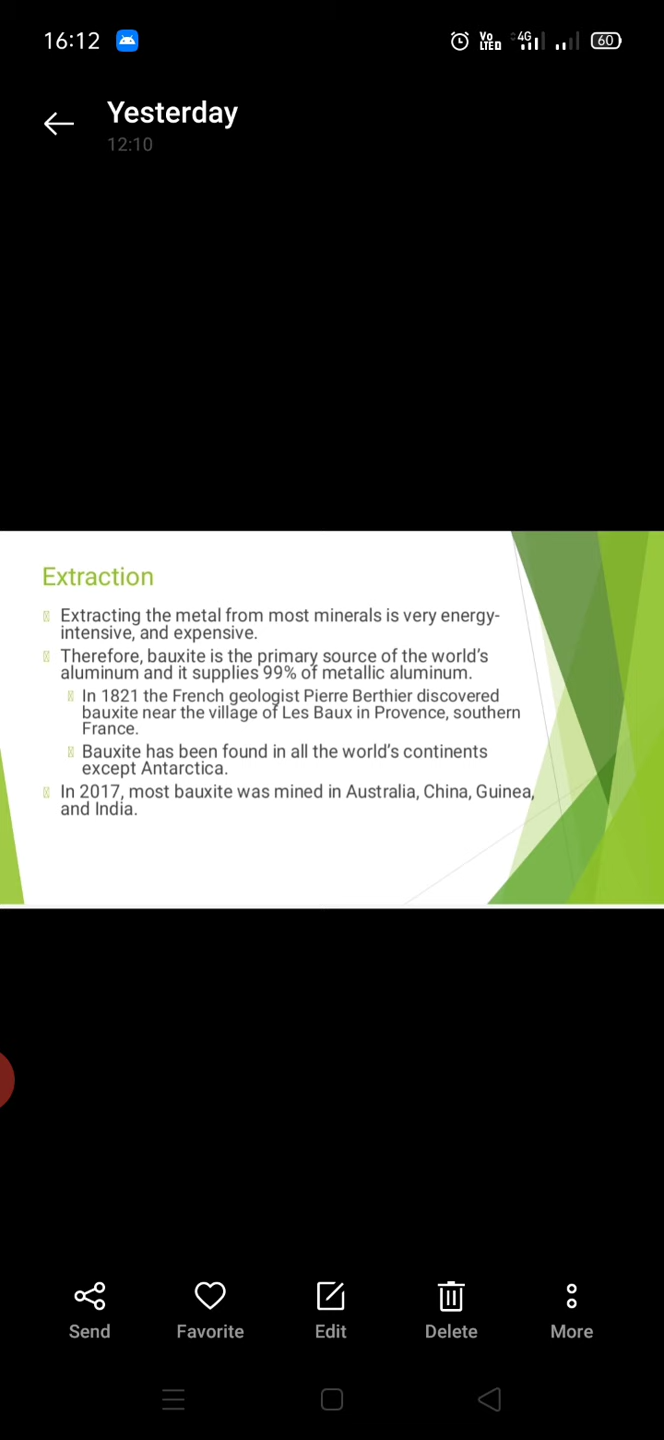 16:12
Vo LTED 4G 60
Yesterday
12:10
Extraction
Extracting the metal from most minerals is very energy-
intensive, and expensive.
Therefore, bauxite is the primary source of the world's
aluminum and it supplies 99% of metallic aluminum.
In 1821 the French geologist Pierre Berthier discovered
bauxite near the village of Les Baux in Provence, southern
France.
Bauxite has been found in all the world's continents
except Antarctica.
In 2017, most bauxite was mined in Australia, China, Guinea,
and India.
Send Favorite Edit Delete More